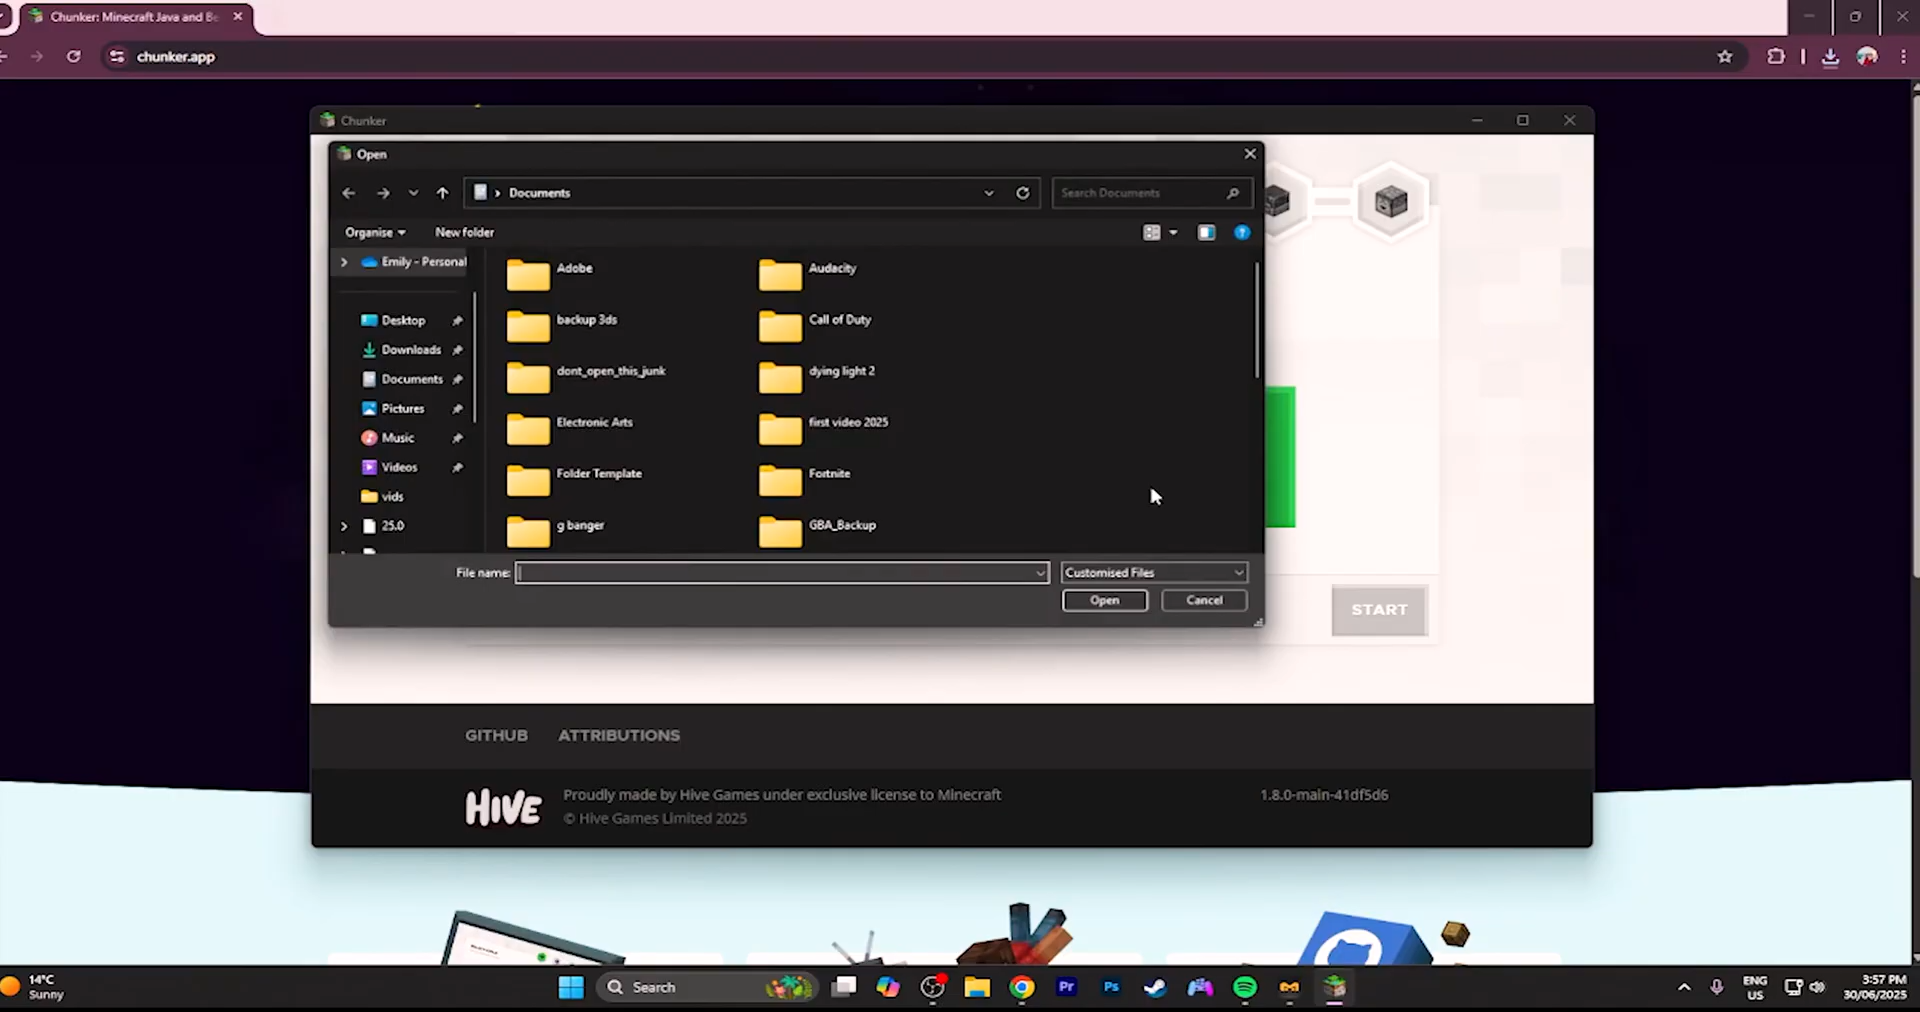 Chunker: Minecraft Java and Be
chunker.app
Chunker
Open
Documents
Search Documents
Organise
New folder
Emily - Personal
Desktop
Downloads
Documents
Pictures
Music
Videos
vids
25.0
Adobe
Audacity
backup 3ds
Call of Duty
dont_open_this_junk
dying light 2
Electronic Arts
first video 2025
Folder Template
Fortnite
g banger
GBA_Backup
File name:
Customised Files
Open
Cancel
START
GITHUB
ATTRIBUTIONS
HIVE
Proudly made by Hive Games under exclusive license to Minecraft
© Hive Games Limited 2025
1.8.0-main-41df5d6
14°C
Sunny
Search
Pr
Ps
ENG
US
3:57 PM
30/06/2025